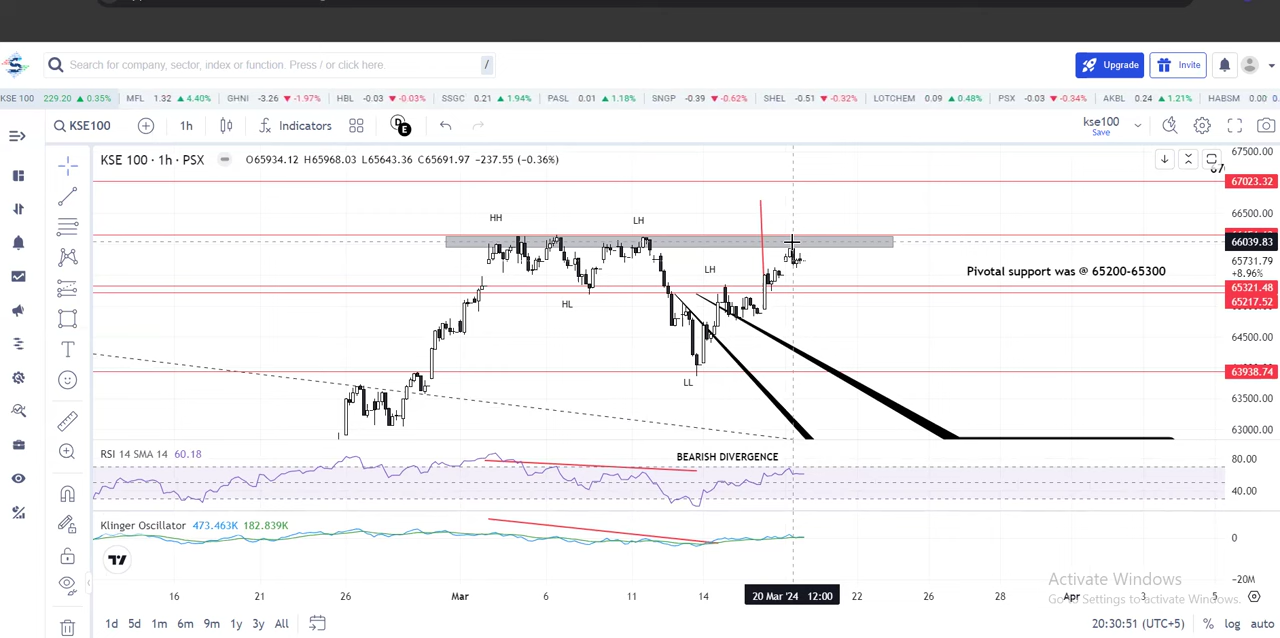 Search for company, sector, index or function. Press / or click here. /
Upgrade Invite
KSE 100 229.20 ▲ 0.35% MFL 1.32 ▲ 4.40% GHNI -3.26 ▼ -1.97% HBL -0.03 ▼ -0.03% SSGC 0.21 ▲ 1.94% PASL 0.01 ▲ 1.18% SNGP -0.39 ▼ -0.62% SHEL -0.51 ▼ -0.32% LOTCHEM 0.09 ▲ 0.48% PSX -0.03 ▼ -0.34% AKBL 0.24 ▲ 1.21% HABSM 0.00
KSE100 1h Indicators D E kse100
Save
KSE 100 · 1h · PSX O65934.12 H65968.03 L65643.36 C65691.97 -237.55 (-0.36%)
67500.00
67023.32
HH LH 66500.00
66039.83
65731.79
LH Pivotal support was @ 65200-65300 +8.96%
65321.48
HL 65217.52
64500.00
63938.74
LL
63500.00
63000.00
RSI 14 SMA 14 60.18 BEARISH DIVERGENCE 80.00
40.00
Klinger Oscillator 473.463K 182.839K
0
-20M
Activate Windows
Go to Settings to activate Windows.
16 21 26 Mar 6 11 14 20 Mar '24 12:00 22 26 28 Apr 3 5
1d 5d 1m 6m 9m 1y 3y All 20:30:51 (UTC+5) % log auto